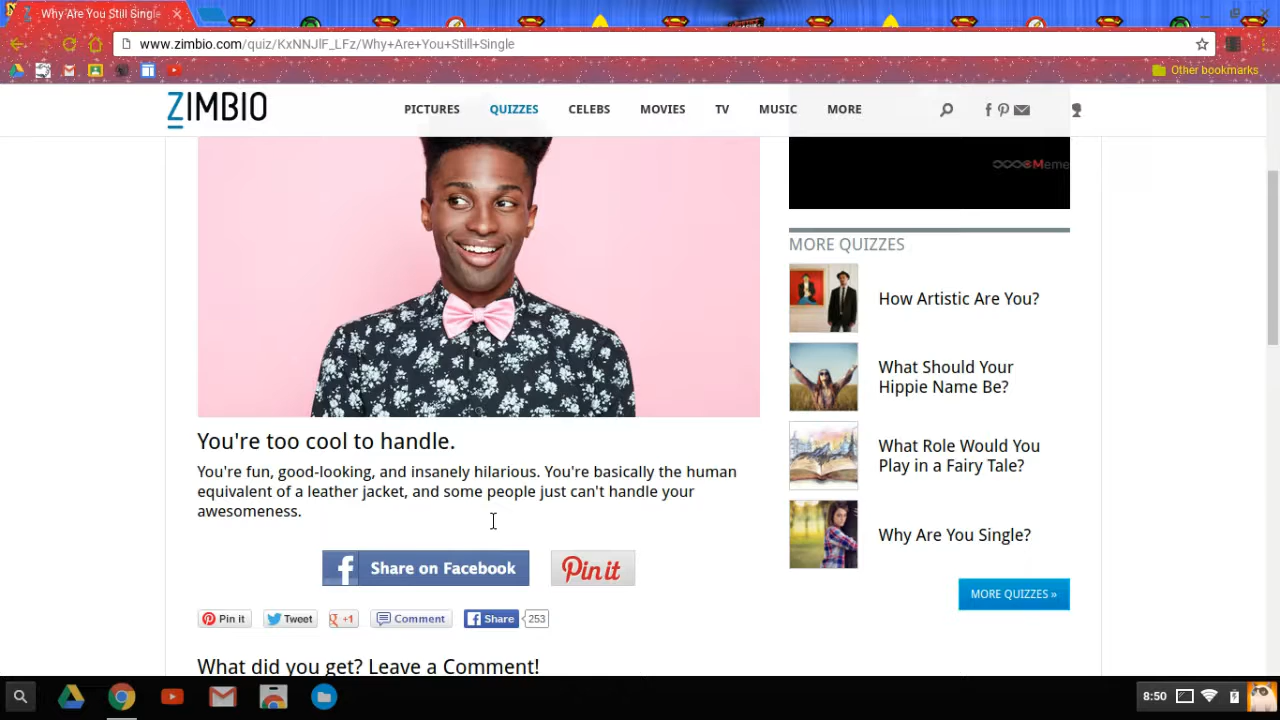 Why Are You Still Single
www.zimbio.com/quiz/KxNNJlF_LFz/Why+Are+You+Still+Single
Other bookmarks
ZIMBIO
PICTURES QUIZZES CELEBS MOVIES TV MUSIC MORE
Meme
MORE QUIZZES
How Artistic Are You?
What Should Your
Hippie Name Be?
What Role Would You
Play in a Fairy Tale?
Why Are You Single?
MORE QUIZZES »
You're too cool to handle.
You're fun, good-looking, and insanely hilarious. You're basically the human
equivalent of a leather jacket, and some people just can't handle your
awesomeness.
Share on Facebook
Pin it
Pin it Tweet +1 Comment Share 253
What did you get? Leave a Comment!
8:50